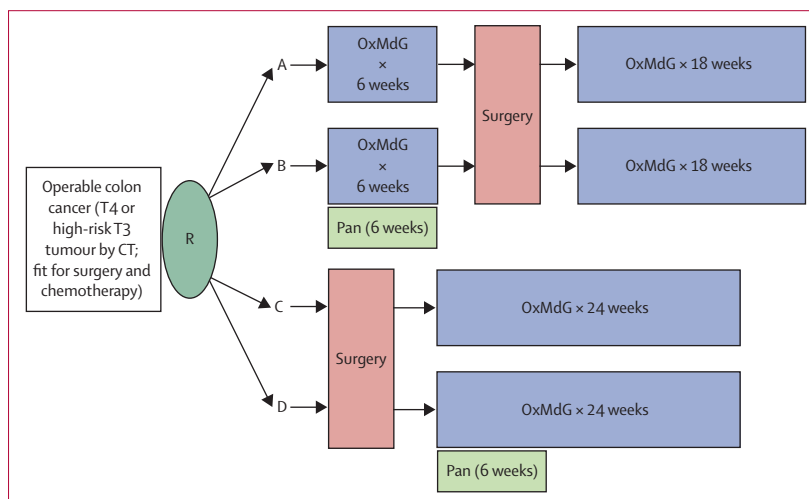 A
OxMdG
×
6 weeks
OxMdG × 18 weeks
Surgery
B
OxMdG
×
6 weeks
OxMdG × 18 weeks
Pan (6 weeks)
Operable colon
cancer (T4 or
high-risk T3
tumour by CT;
fit for surgery and
chemotherapy)
R
C
Surgery
OxMdG × 24 weeks
D
OxMdG × 24 weeks
Pan (6 weeks)